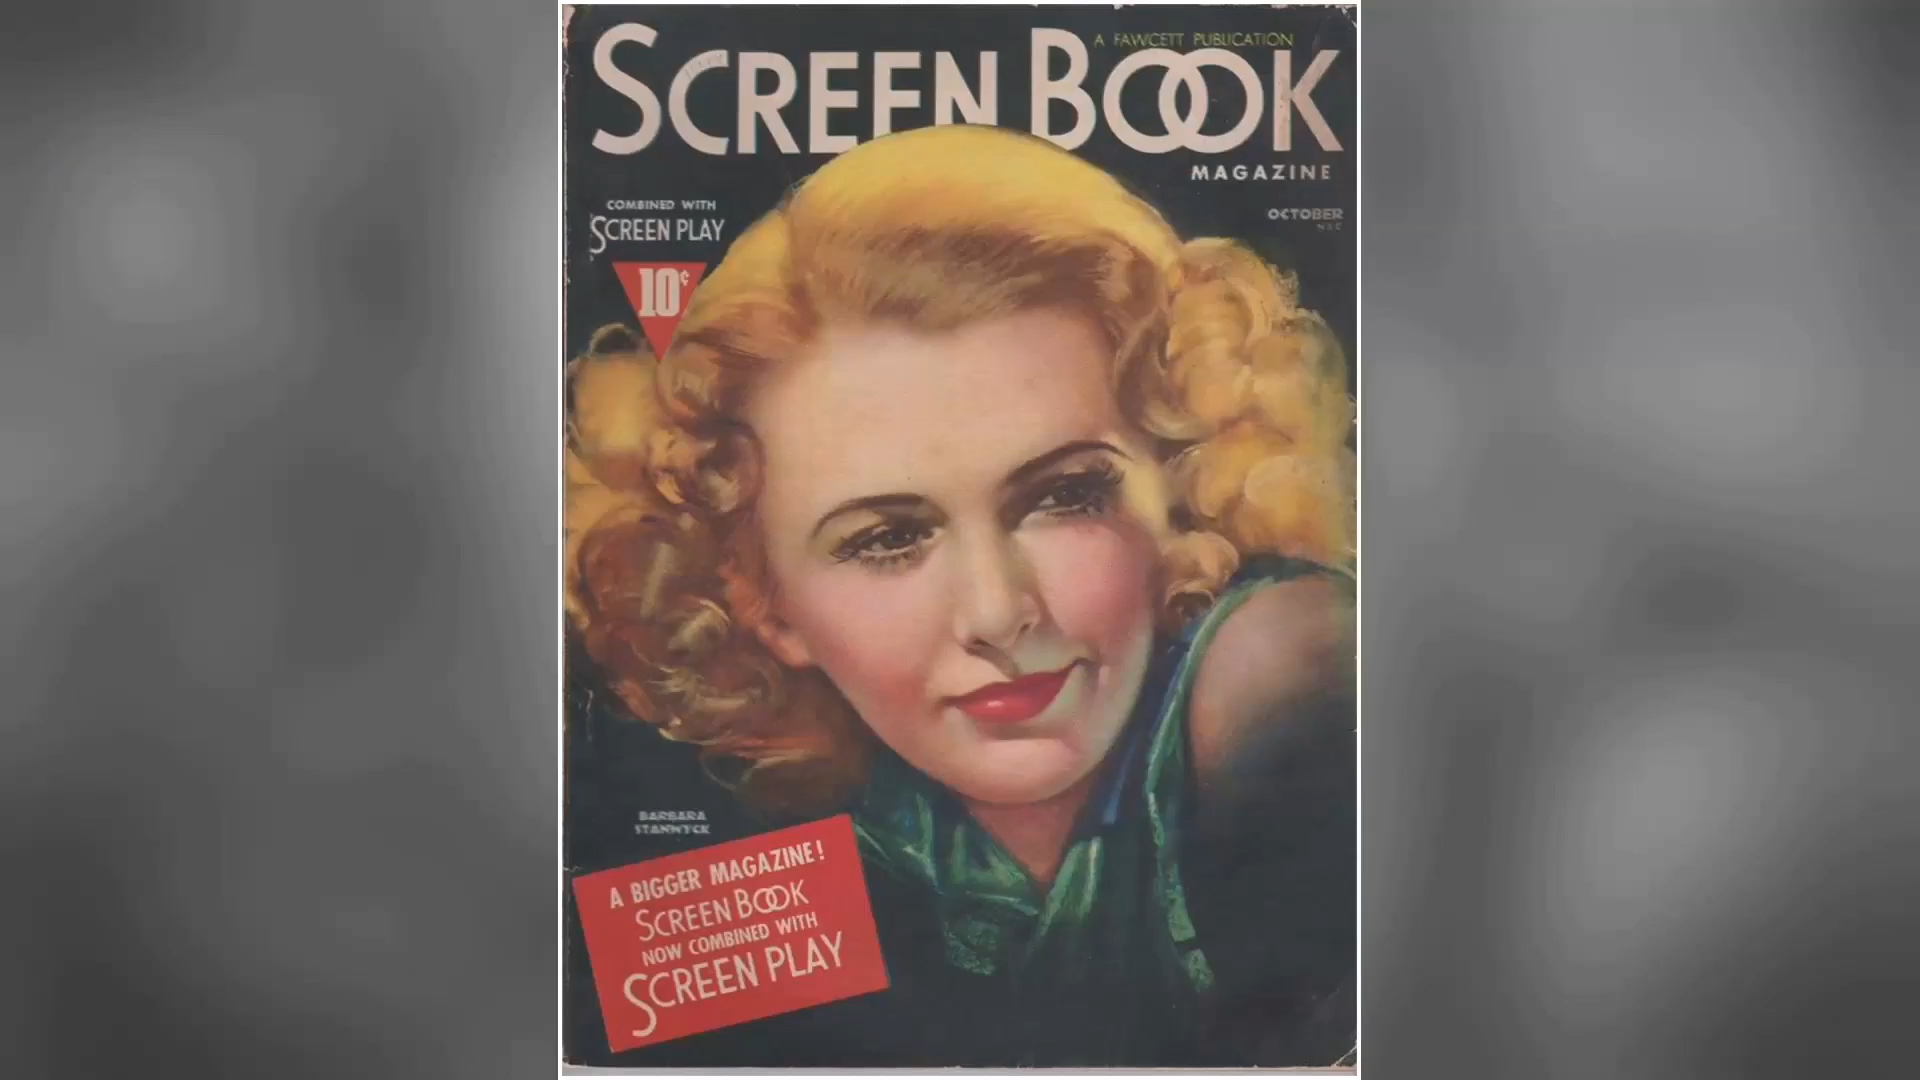 A FAWCETT PUBLICATION
SCREEN BOOK
MAGAZINE
COMBINED WITH
SCREEN PLAY
10¢
OCTOBER
BARBARA
STANWYCK
A BIGGER MAGAZINE!
SCREEN BOOK
NOW COMBINED WITH
SCREEN PLAY